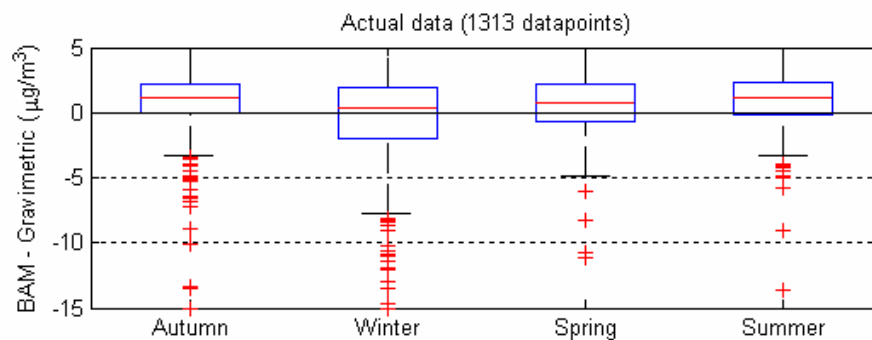 Actual data (1313 datapoints)
BAM - Gravimetric (µg/m³)
5
0
-5
-10
-15
Autumn
Winter
Spring
Summer